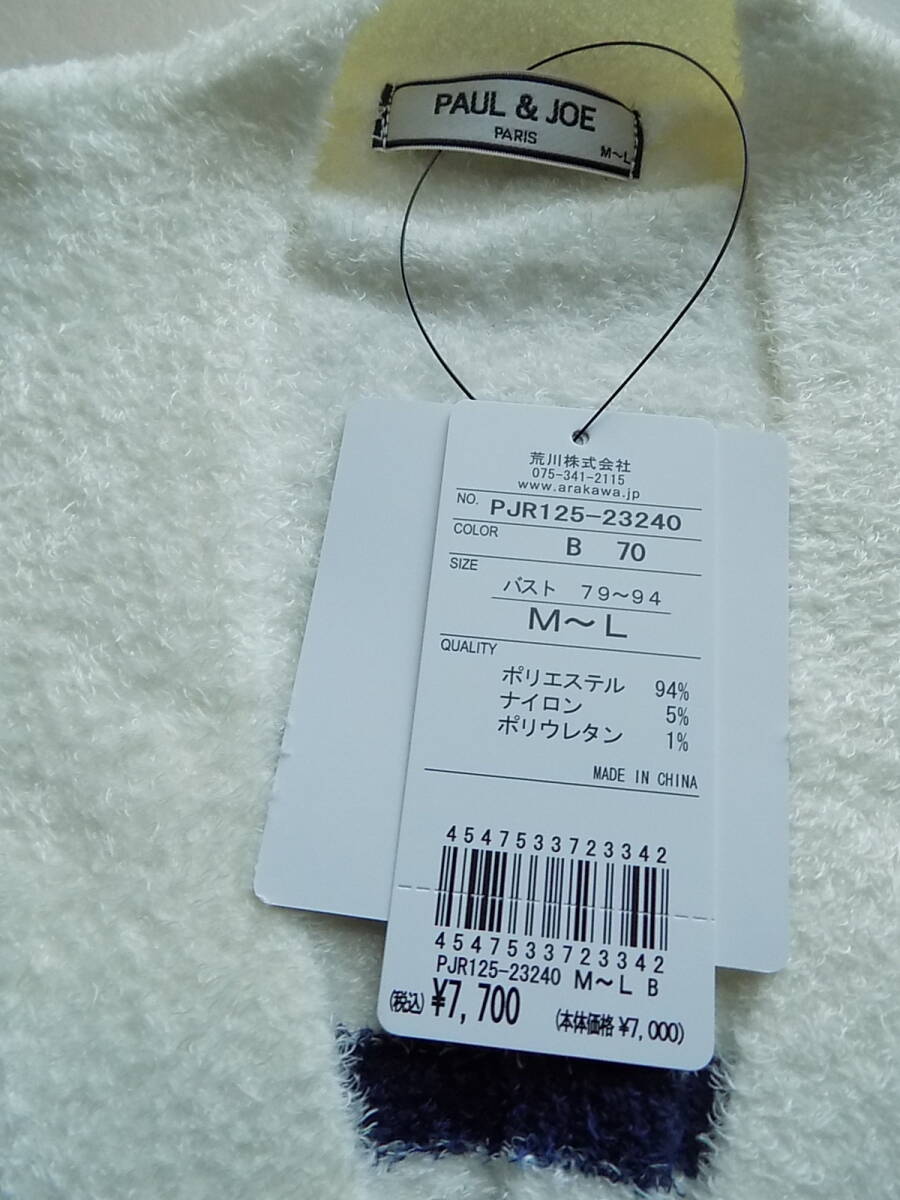 PAUL & JOE
PARIS
M～L
荒川株式会社
075-341-2115
www.arakawa.jp
NO. PJR125-23240
COLOR B 70
SIZE
バスト 79～94
M～L
QUALITY
ポリエステル 94%
ナイロン 5%
ポリウレタン 1%
MADE IN CHINA
4547533723342
4547533723342
PJR125-23240 M～L B
(税込) ¥7,700 (本体価格 ¥7,000)